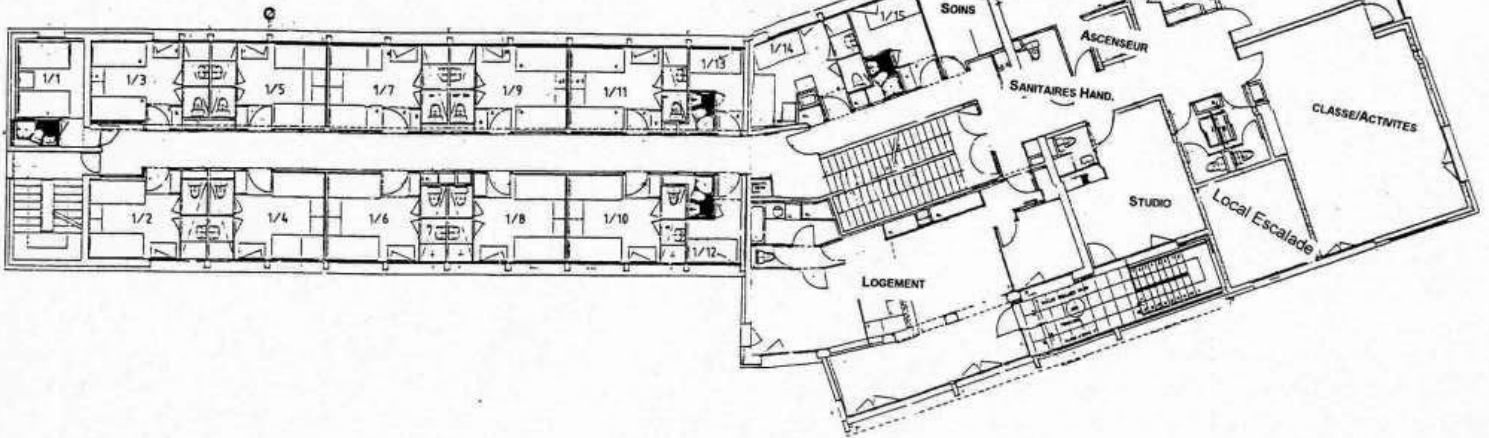 1/1
1/3
1/5
1/7
1/9
1/11
1/13
1/14
1/15
SOINS
ASCENSEUR
SANITAIRES HAND.
CLASSE/ACTIVITES
1/2
1/4
1/6
1/8
1/10
1/12
STUDIO
Local Escalade
LOGEMENT